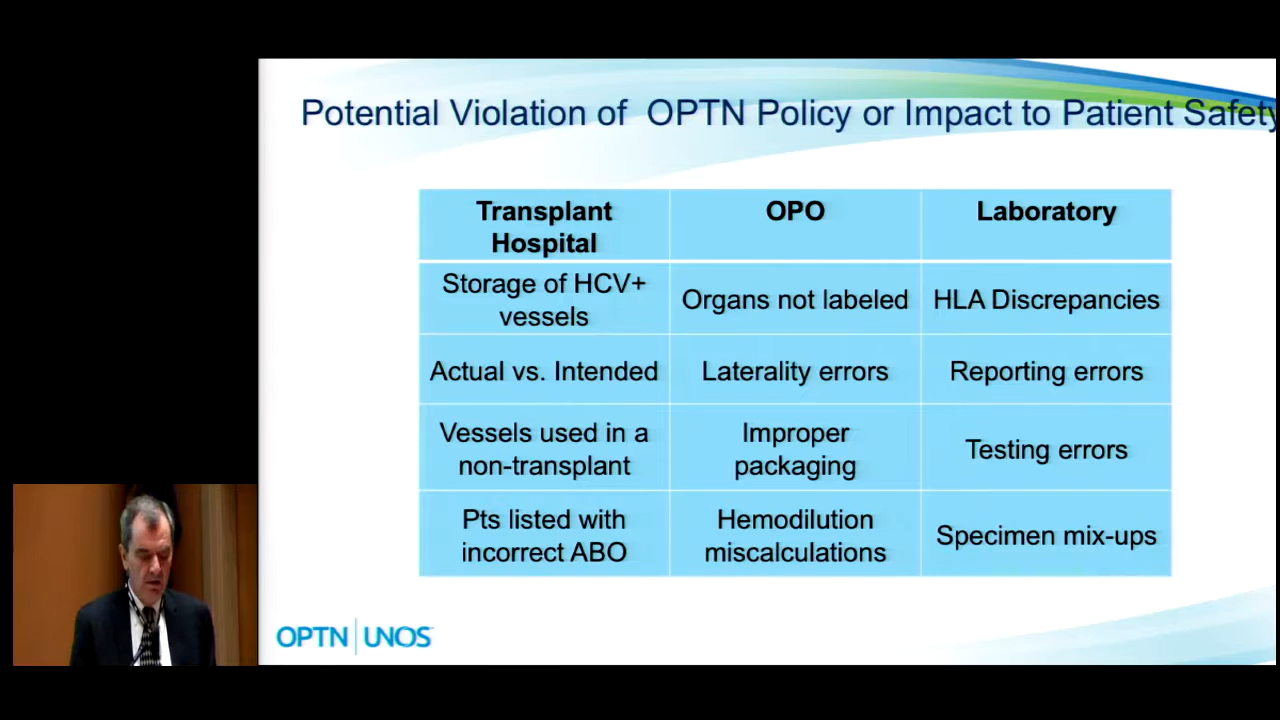 Potential Violation of OPTN Policy or Impact to Patient Safety
Transplant
Hospital
OPO
Laboratory
Storage of HCV+
vessels
Organs not labeled
HLA Discrepancies
Actual vs. Intended
Laterality errors
Reporting errors
Vessels used in a
non-transplant
Improper
packaging
Testing errors
Pts listed with
incorrect ABO
Hemodilution
miscalculations
Specimen mix-ups
OPTN UNOS